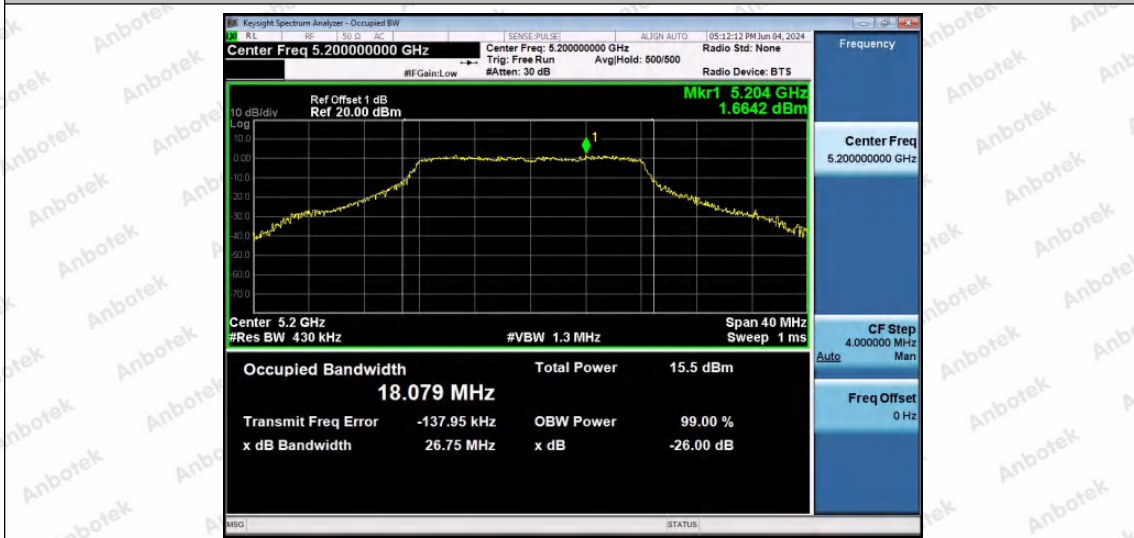 Keysight Spectrum Analyzer - Occupied BW
LXI RL RF 50 Ω AC SENSE:PULSE ALIGN AUTO 05:12:12 PM Jun 04, 2024
Center Freq 5.200000000 GHz
Center Freq: 5.200000000 GHz
Radio Std: None
Trig: Free Run Avg|Hold: 500/500
#IFGain:Low #Atten: 30 dB Radio Device: BTS
Frequency
Ref Offset 1 dB
Mkr1 5.204 GHz
10 dB/div Ref 20.00 dBm
1.6642 dBm
Log
10.0
0.00
-10.0
-20.0
-30.0
-40.0
-50.0
-60.0
-70.0
1
Center Freq
5.200000000 GHz
Center 5.2 GHz Span 40 MHz
#Res BW 430 kHz #VBW 1.3 MHz Sweep 1 ms
CF Step
4.000000 MHz
Auto Man
Freq Offset
0 Hz
Occupied Bandwidth Total Power 15.5 dBm
18.079 MHz
Transmit Freq Error -137.95 kHz OBW Power 99.00 %
x dB Bandwidth 26.75 MHz x dB -26.00 dB
MSG STATUS
Anbotek